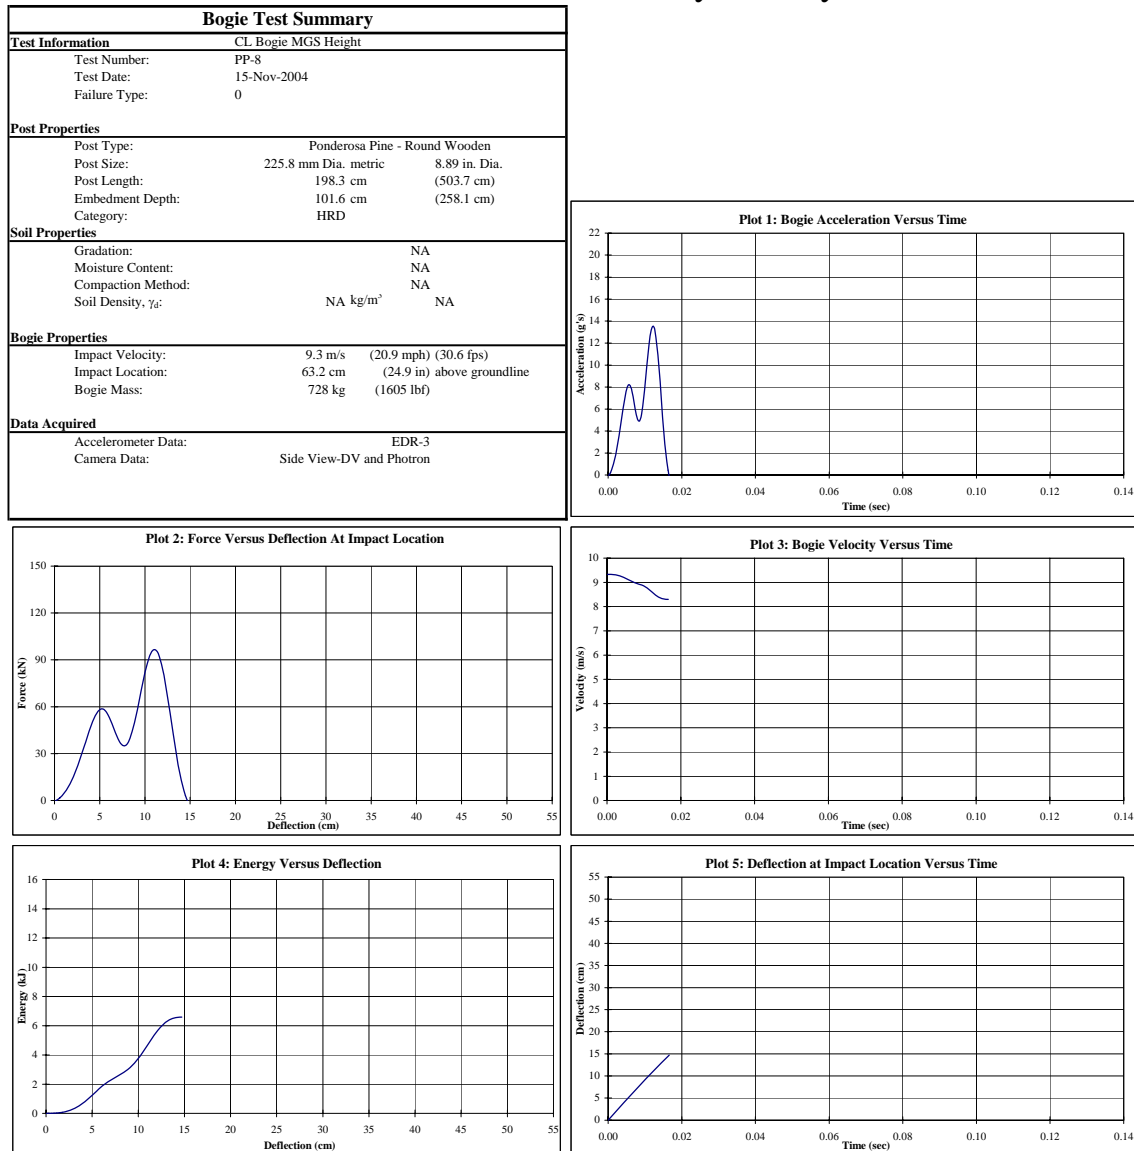 Bogie Test Summary
Test Information CL Bogie MGS Height
Test Number: PP-8
Test Date: 15-Nov-2004
Failure Type: 0
Post Properties
Post Type: Ponderosa Pine - Round Wooden
Post Size: 225.8 mm Dia. metric 8.89 in. Dia.
Post Length: 198.3 cm (503.7 cm)
Embedment Depth: 101.6 cm (258.1 cm)
Category: HRD
Soil Properties
Gradation: NA
Moisture Content: NA
Compaction Method: NA
Soil Density, γd: NA kg/m³ NA
Bogie Properties
Impact Velocity: 9.3 m/s (20.9 mph) (30.6 fps)
Impact Location: 63.2 cm (24.9 in) above groundline
Bogie Mass: 728 kg (1605 lbf)
Data Acquired
Accelerometer Data: EDR-3
Camera Data: Side View-DV and Photron
Plot 1: Bogie Acceleration Versus Time
22
20
18
16
14
12
10
8
6
4
2
0
Acceleration (g's)
0.00 0.02 0.04 0.06 0.08 0.10 0.12 0.14
Time (sec)
Plot 2: Force Versus Deflection At Impact Location
150
120
90
60
30
0
Force (kN)
0 5 10 15 20 25 30 35 40 45 50 55
Deflection (cm)
Plot 3: Bogie Velocity Versus Time
10
9
8
7
6
5
4
3
2
1
0
Velocity (m/s)
0.00 0.02 0.04 0.06 0.08 0.10 0.12 0.14
Time (sec)
Plot 4: Energy Versus Deflection
16
14
12
10
8
6
4
2
0
Energy (kJ)
0 5 10 15 20 25 30 35 40 45 50 55
Deflection (cm)
Plot 5: Deflection at Impact Location Versus Time
55
50
45
40
35
30
25
20
15
10
5
0
Deflection (cm)
0.00 0.02 0.04 0.06 0.08 0.10 0.12 0.14
Time (sec)